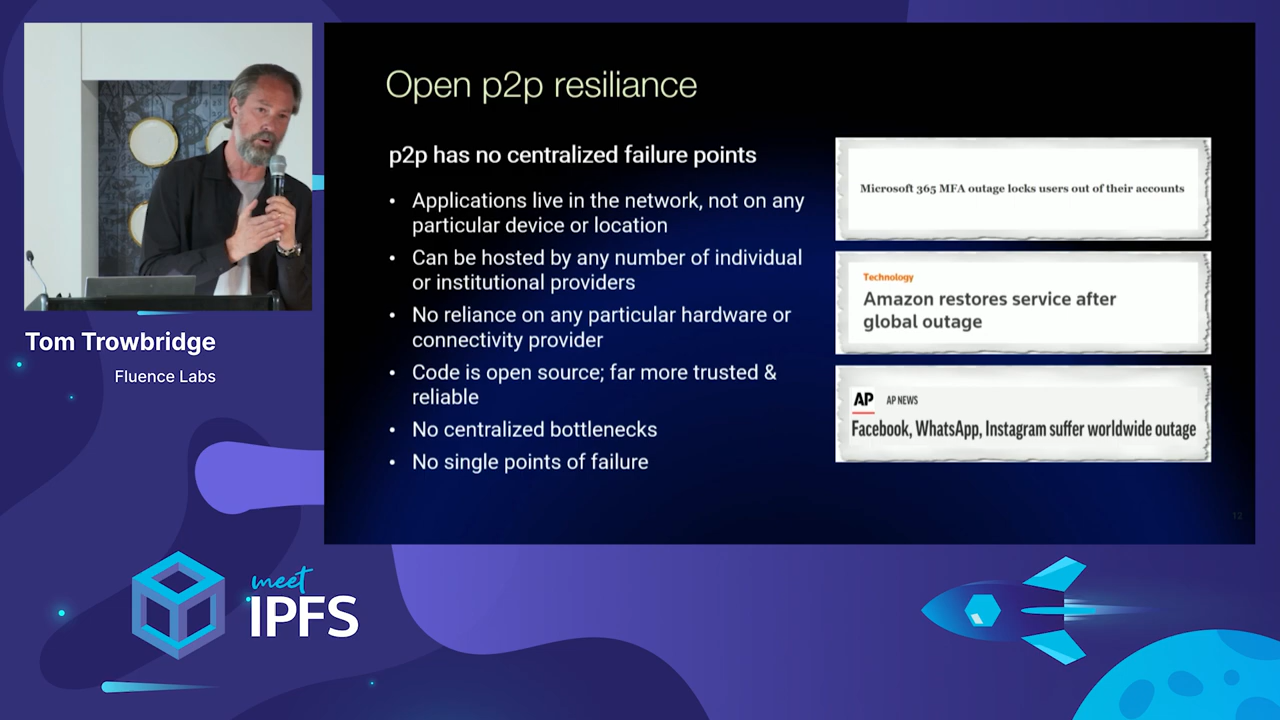 Open p2p resiliance
p2p has no centralized failure points
• Applications live in the network, not on any
particular device or location
• Can be hosted by any number of individual
or institutional providers
• No reliance on any particular hardware or
connectivity provider
• Code is open source; far more trusted &
reliable
• No centralized bottlenecks
• No single points of failure
Microsoft 365 MFA outage locks users out of their accounts
Technology
Amazon restores service after
global outage
AP AP NEWS
Facebook, WhatsApp, Instagram suffer worldwide outage
12
Tom Trowbridge
Fluence Labs
meet
IPFS